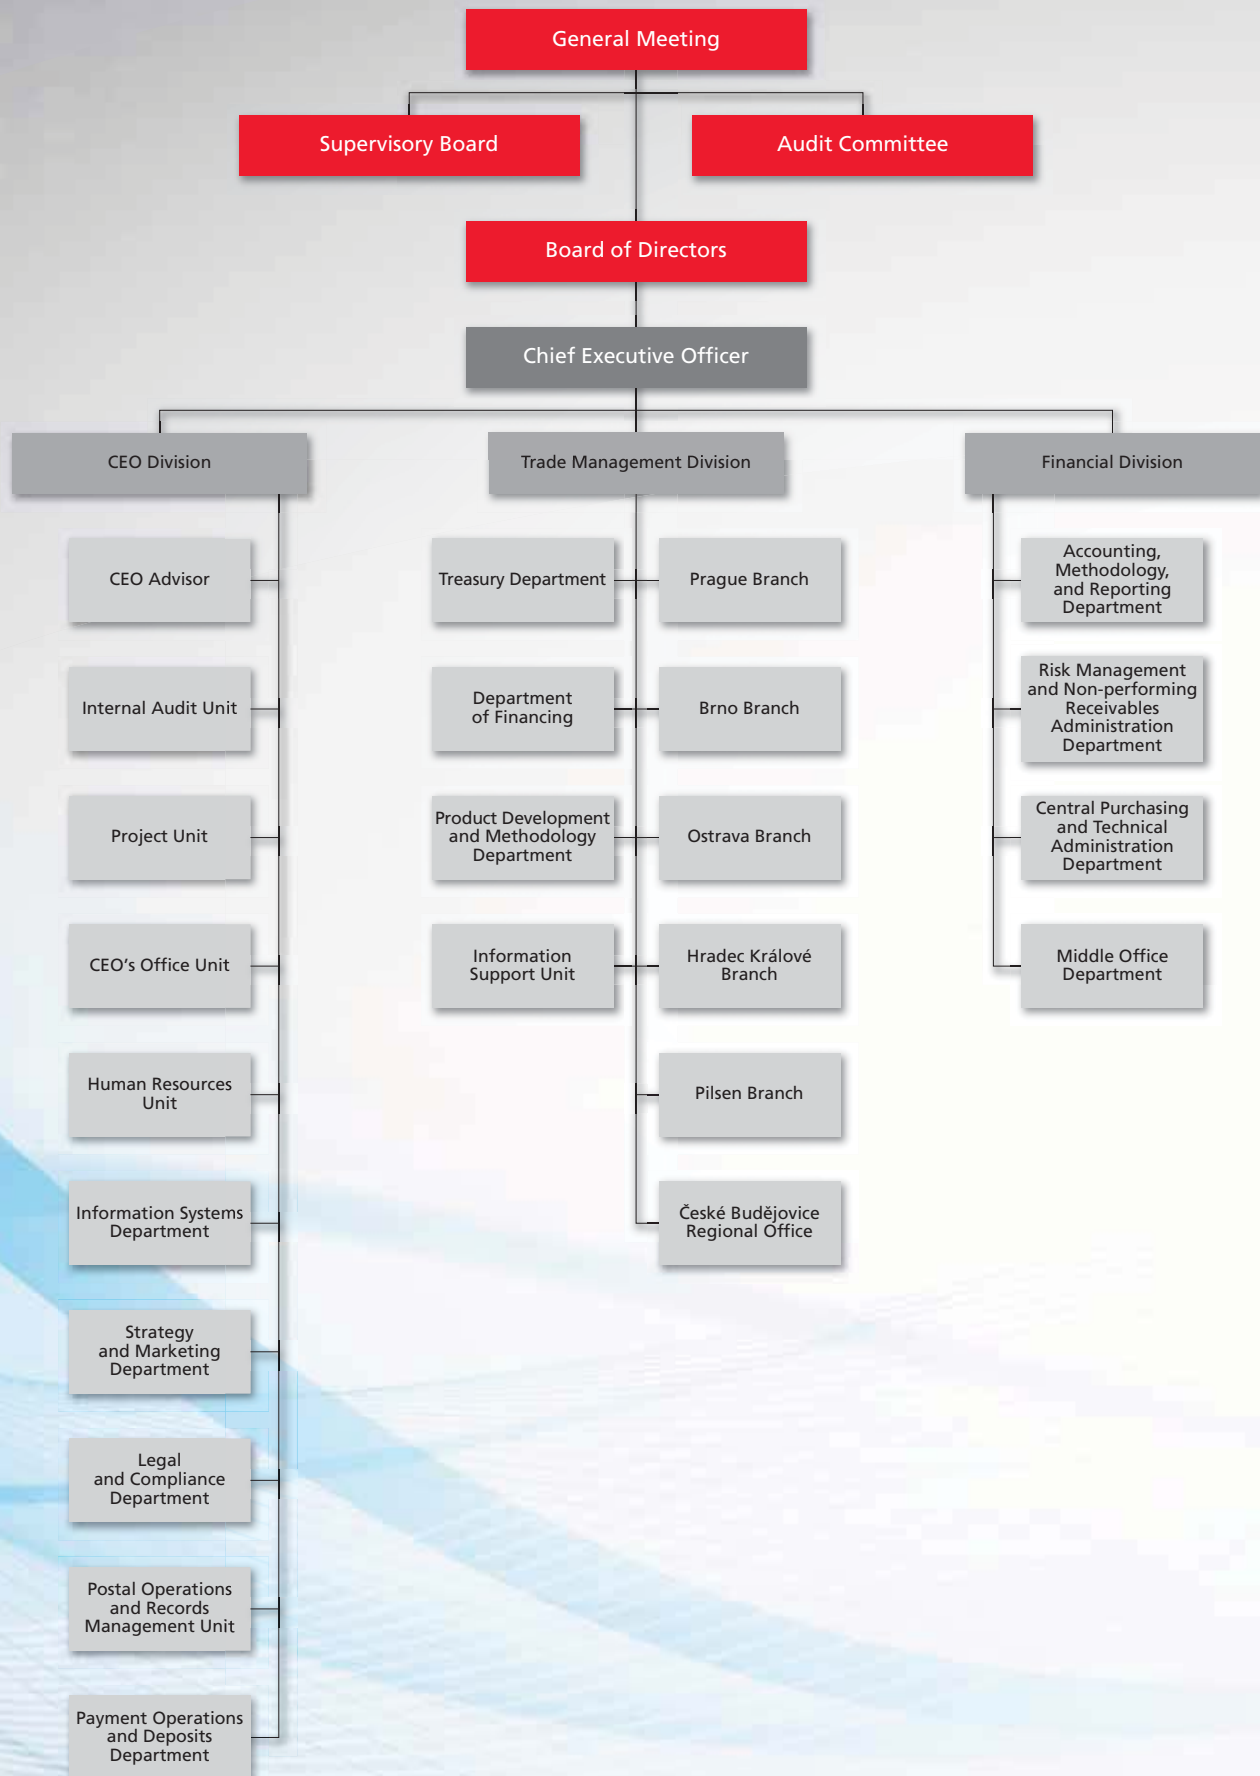 General Meeting
Supervisory Board
Audit Committee
Board of Directors
Chief Executive Officer
CEO Division
Trade Management Division
Financial Division
CEO Advisor
Internal Audit Unit
Project Unit
CEO's Office Unit
Human Resources
Unit
Information Systems
Department
Strategy
and Marketing
Department
Legal
and Compliance
Department
Postal Operations
and Records
Management Unit
Payment Operations
and Deposits
Department
Treasury Department
Department
of Financing
Product Development
and Methodology
Department
Information
Support Unit
Prague Branch
Brno Branch
Ostrava Branch
Hradec Králové
Branch
Pilsen Branch
České Budějovice
Regional Office
Accounting,
Methodology,
and Reporting
Department
Risk Management
and Non-performing
Receivables
Administration
Department
Central Purchasing
and Technical
Administration
Department
Middle Office
Department